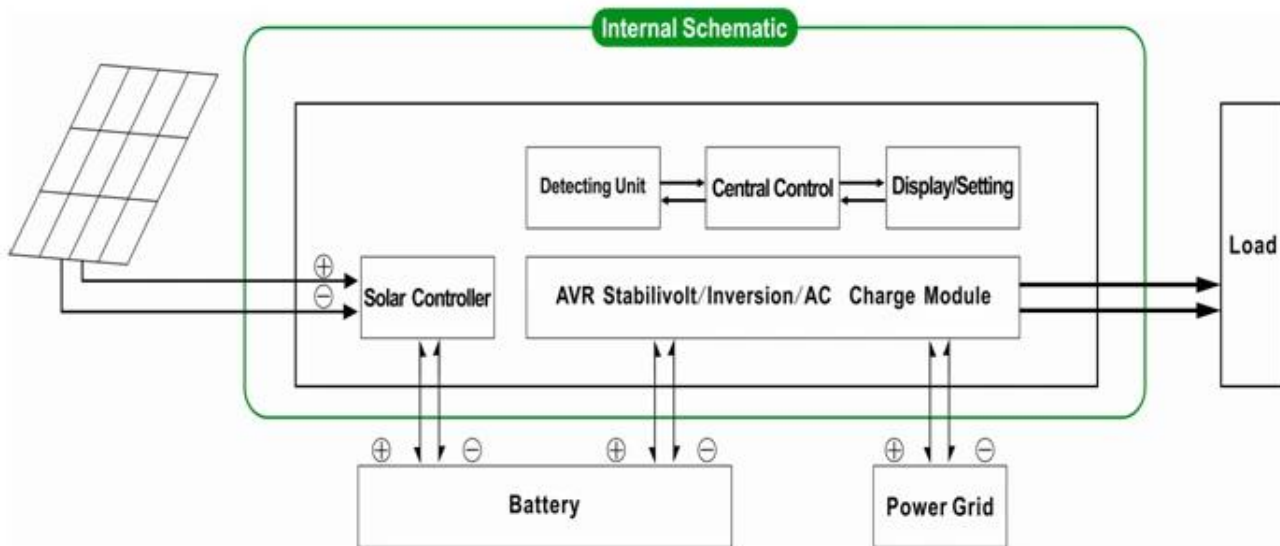 Internal Schematic
Detecting Unit
Central Control
Display/Setting
Load
⊕
⊖
Solar Controller
AVR Stabilivolt/Inversion/AC Charge Module
⊕ ⊖ ⊕ ⊖ ⊕ ⊖
Battery
Power Grid